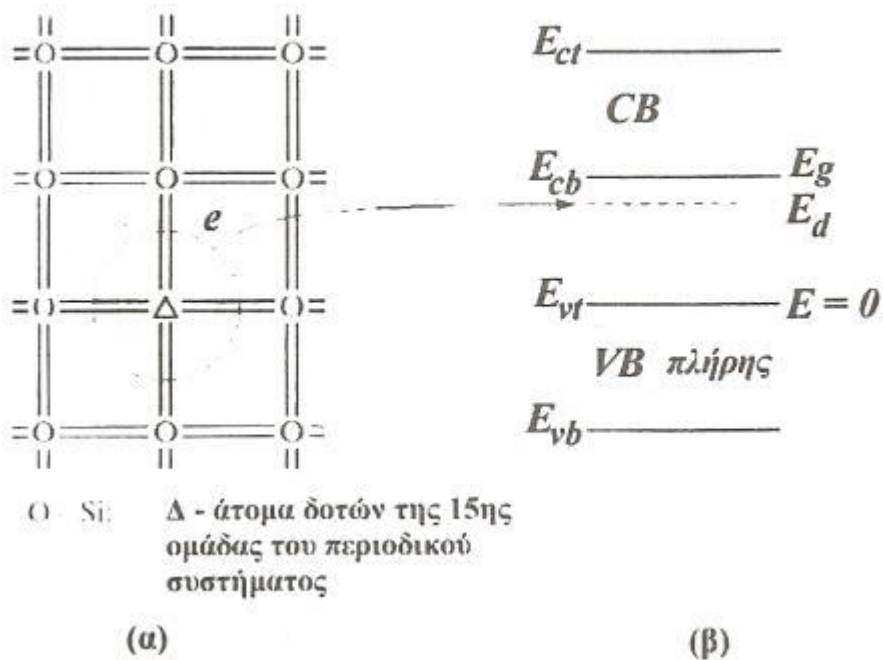 E_ct
CB
E_cb E_g
e E_d
E_vt E = 0
VB πλήρης
E_vb
O - Si: Δ - άτομα δοτών της 15ης
ομάδας του περιοδικού
συστήματος
(α) (β)